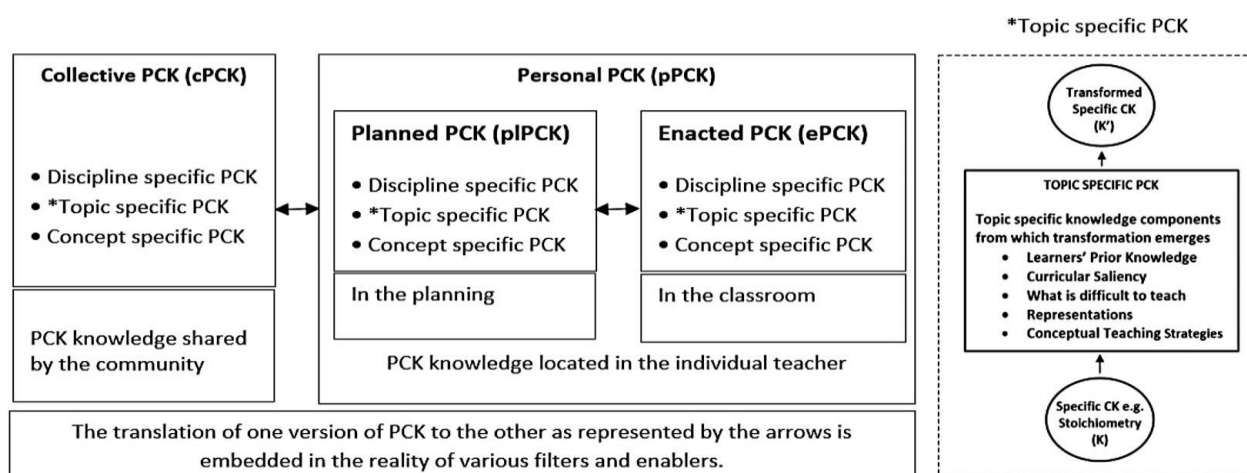 Collective PCK (cPCK)
• Discipline specific PCK
• *Topic specific PCK
• Concept specific PCK
PCK knowledge shared
by the community
Personal PCK (pPCK)
Planned PCK (plPCK)
• Discipline specific PCK
• *Topic specific PCK
• Concept specific PCK
In the planning
Enacted PCK (ePCK)
• Discipline specific PCK
• *Topic specific PCK
• Concept specific PCK
In the classroom
PCK knowledge located in the individual teacher
The translation of one version of PCK to the other as represented by the arrows is
embedded in the reality of various filters and enablers.
*Topic specific PCK
Transformed
Specific CK
(K')
TOPIC SPECIFIC PCK
Topic specific knowledge components
from which transformation emerges
• Learners' Prior Knowledge
• Curricular Saliency
• What is difficult to teach
• Representations
• Conceptual Teaching Strategies
Specific CK e.g.
Stoichiometry
(K)